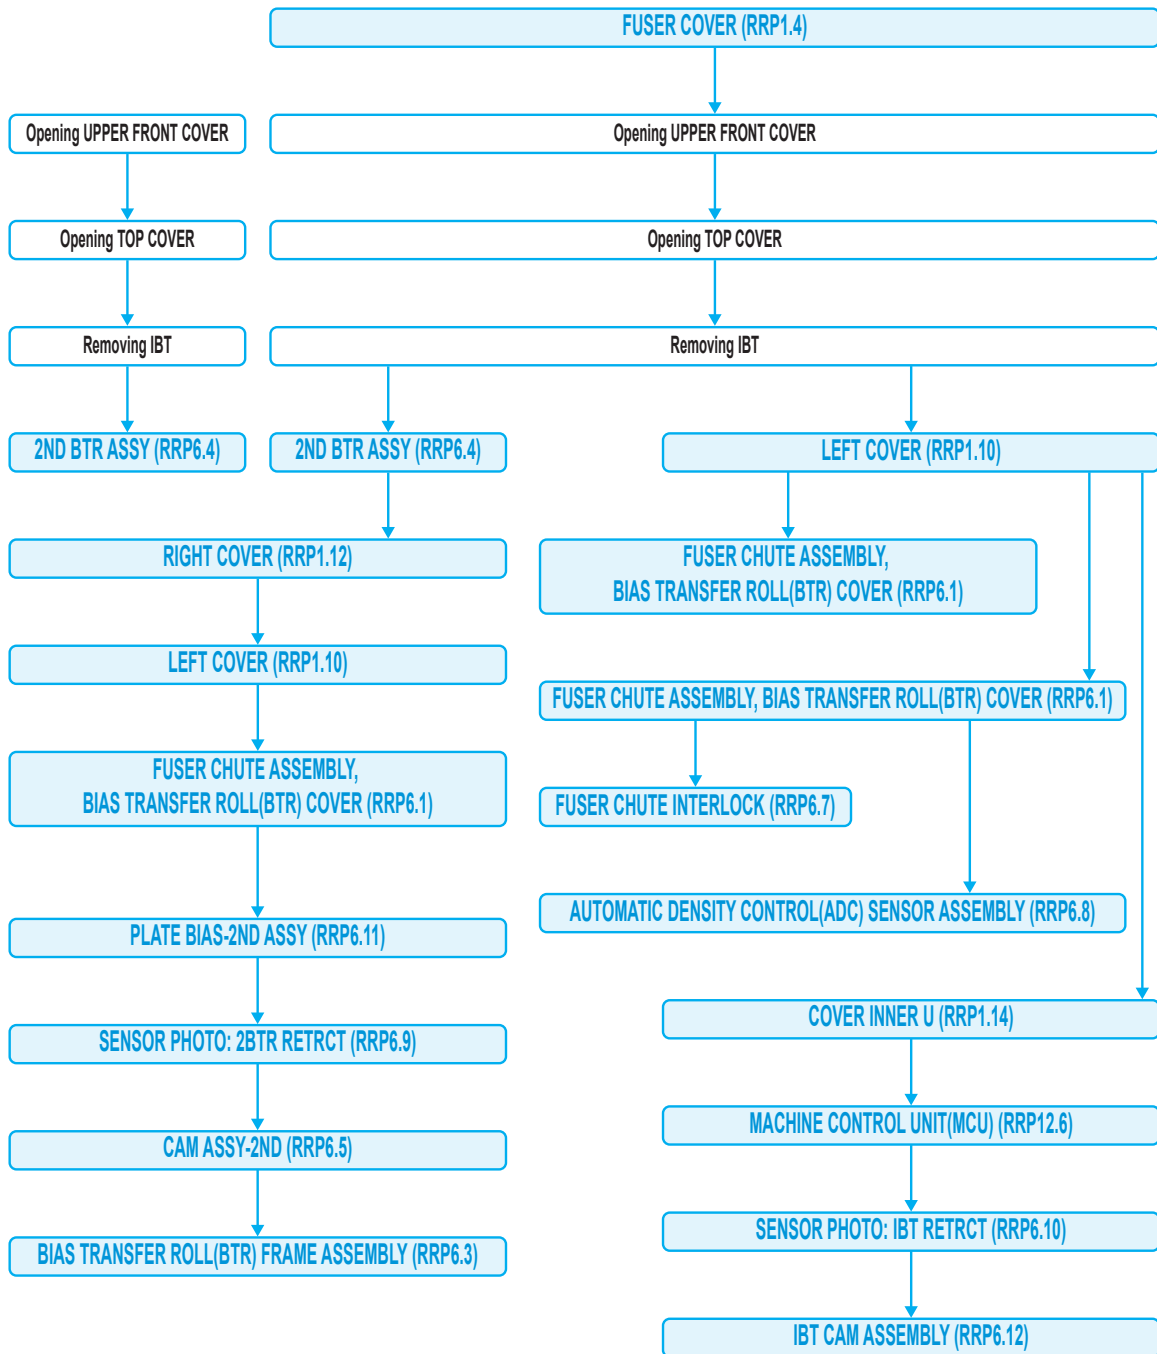 FUSER COVER (RRP1.4)
Opening UPPER FRONT COVER
Opening UPPER FRONT COVER
Opening TOP COVER
Opening TOP COVER
Removing IBT
Removing IBT
2ND BTR ASSY (RRP6.4)
2ND BTR ASSY (RRP6.4)
LEFT COVER (RRP1.10)
RIGHT COVER (RRP1.12)
FUSER CHUTE ASSEMBLY,
BIAS TRANSFER ROLL(BTR) COVER (RRP6.1)
LEFT COVER (RRP1.10)
FUSER CHUTE ASSEMBLY, BIAS TRANSFER ROLL(BTR) COVER (RRP6.1)
FUSER CHUTE ASSEMBLY,
BIAS TRANSFER ROLL(BTR) COVER (RRP6.1)
FUSER CHUTE INTERLOCK (RRP6.7)
AUTOMATIC DENSITY CONTROL(ADC) SENSOR ASSEMBLY (RRP6.8)
PLATE BIAS-2ND ASSY (RRP6.11)
COVER INNER U (RRP1.14)
SENSOR PHOTO: 2BTR RETRCT (RRP6.9)
MACHINE CONTROL UNIT(MCU) (RRP12.6)
CAM ASSY-2ND (RRP6.5)
SENSOR PHOTO: IBT RETRCT (RRP6.10)
BIAS TRANSFER ROLL(BTR) FRAME ASSEMBLY (RRP6.3)
IBT CAM ASSEMBLY (RRP6.12)